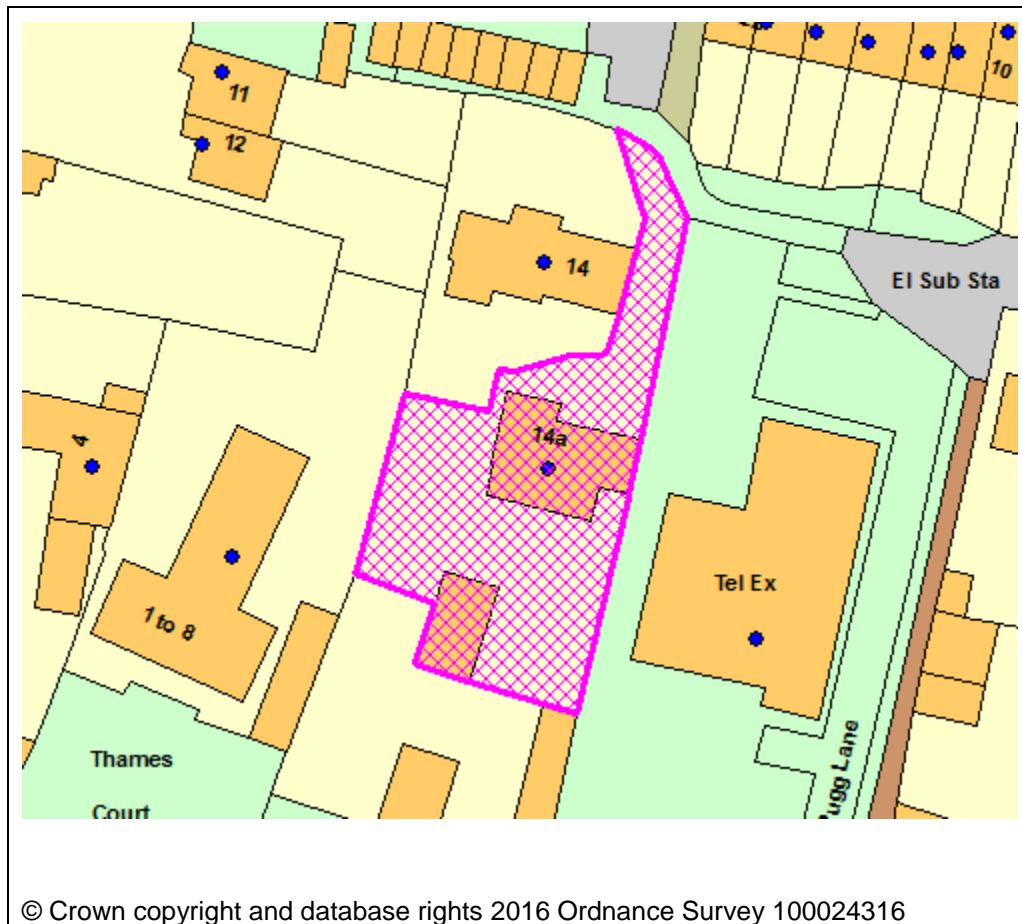 11
10
12
14
El Sub Sta
14a
4
Tel Ex
1 to 8
Thames
Court
Pugg Lane
© Crown copyright and database rights 2016 Ordnance Survey 100024316